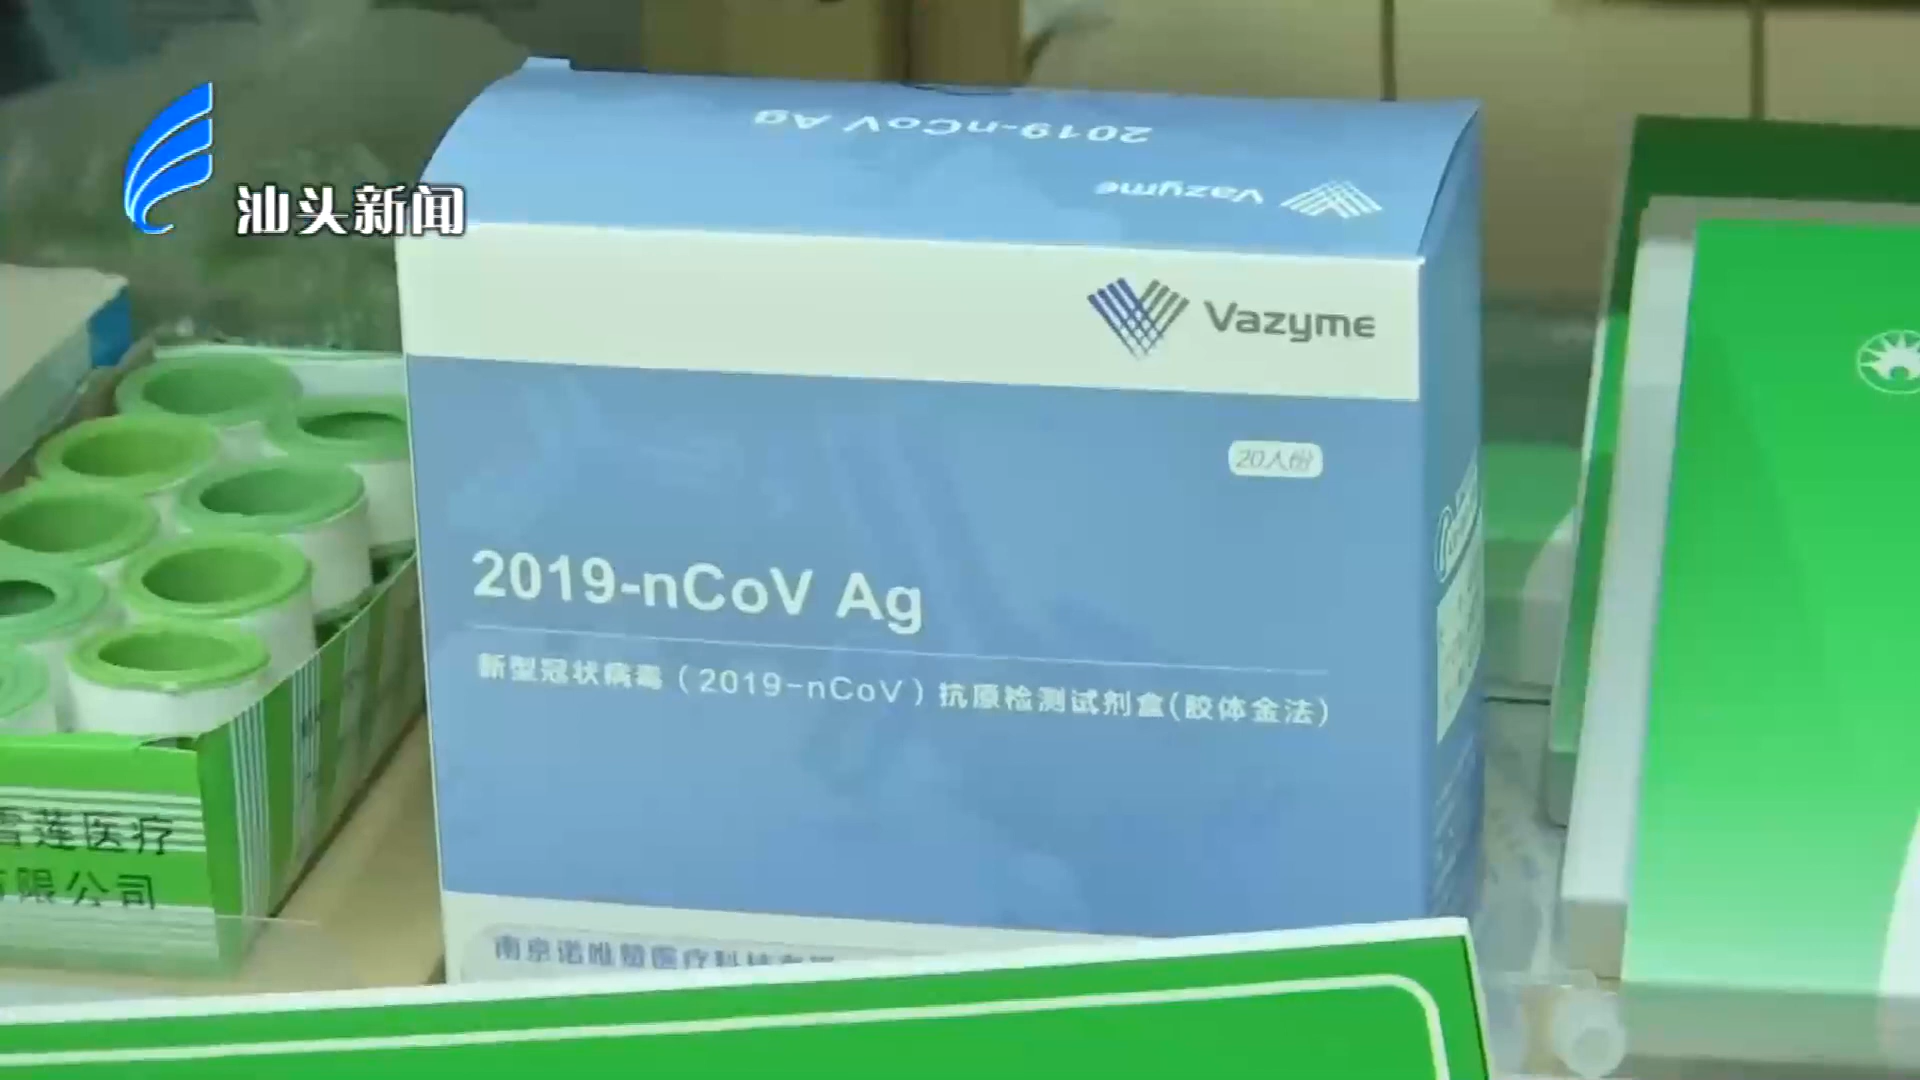 汕头新闻
2019-nCoV Ag
Vazyme
Vazyme
20人份
2019-nCoV Ag
新型冠状病毒（2019-nCoV）抗原检测试剂盒(胶体金法)
雪莲医疗
有限公司
南京诺唯赞医疗科技有限